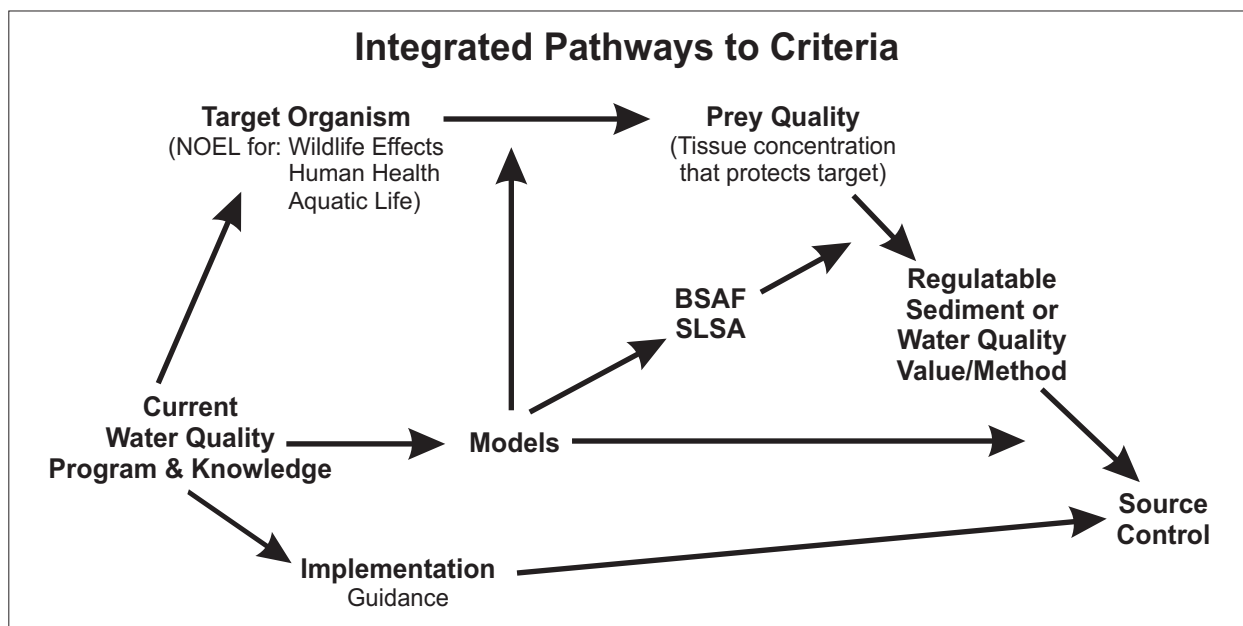 Integrated Pathways to Criteria
Target Organism
(NOEL for: Wildlife Effects
Human Health
Aquatic Life)
Prey Quality
(Tissue concentration
that protects target)
BSAF
SLSA
Regulatable
Sediment or
Water Quality
Value/Method
Current
Water Quality
Program & Knowledge
Models
Source
Control
Implementation
Guidance